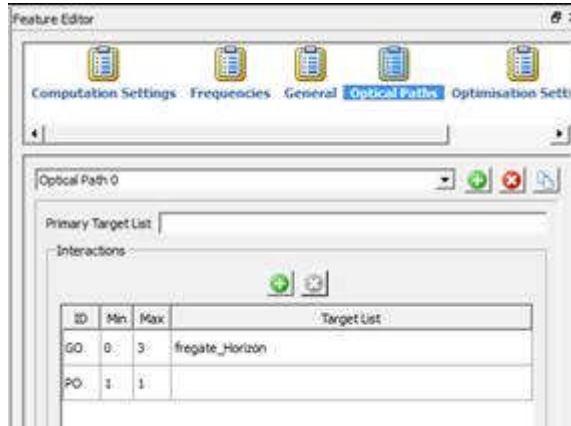 Feature Editor
Computation Settings Frequencies General Optical Paths Optimisation Setti
Optical Path 0
Primary Target List
Interactions
ID Min Max Target List
GO 0 3 fregate_Horizon
PO 1 1